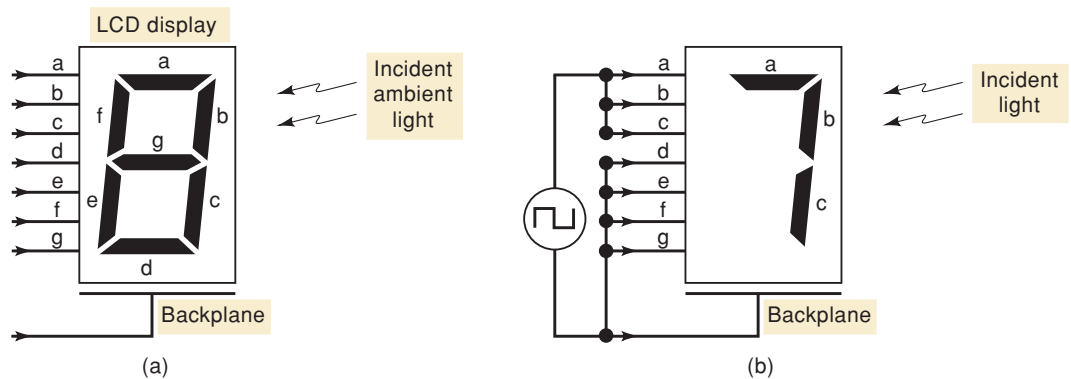 LCD display
a
b
c
d
e
f
g
a
f
b
g
e
c
d
Incident
ambient
light
Backplane
(a)
a
b
c
d
e
f
g
a
b
c
Incident
light
Backplane
(b)